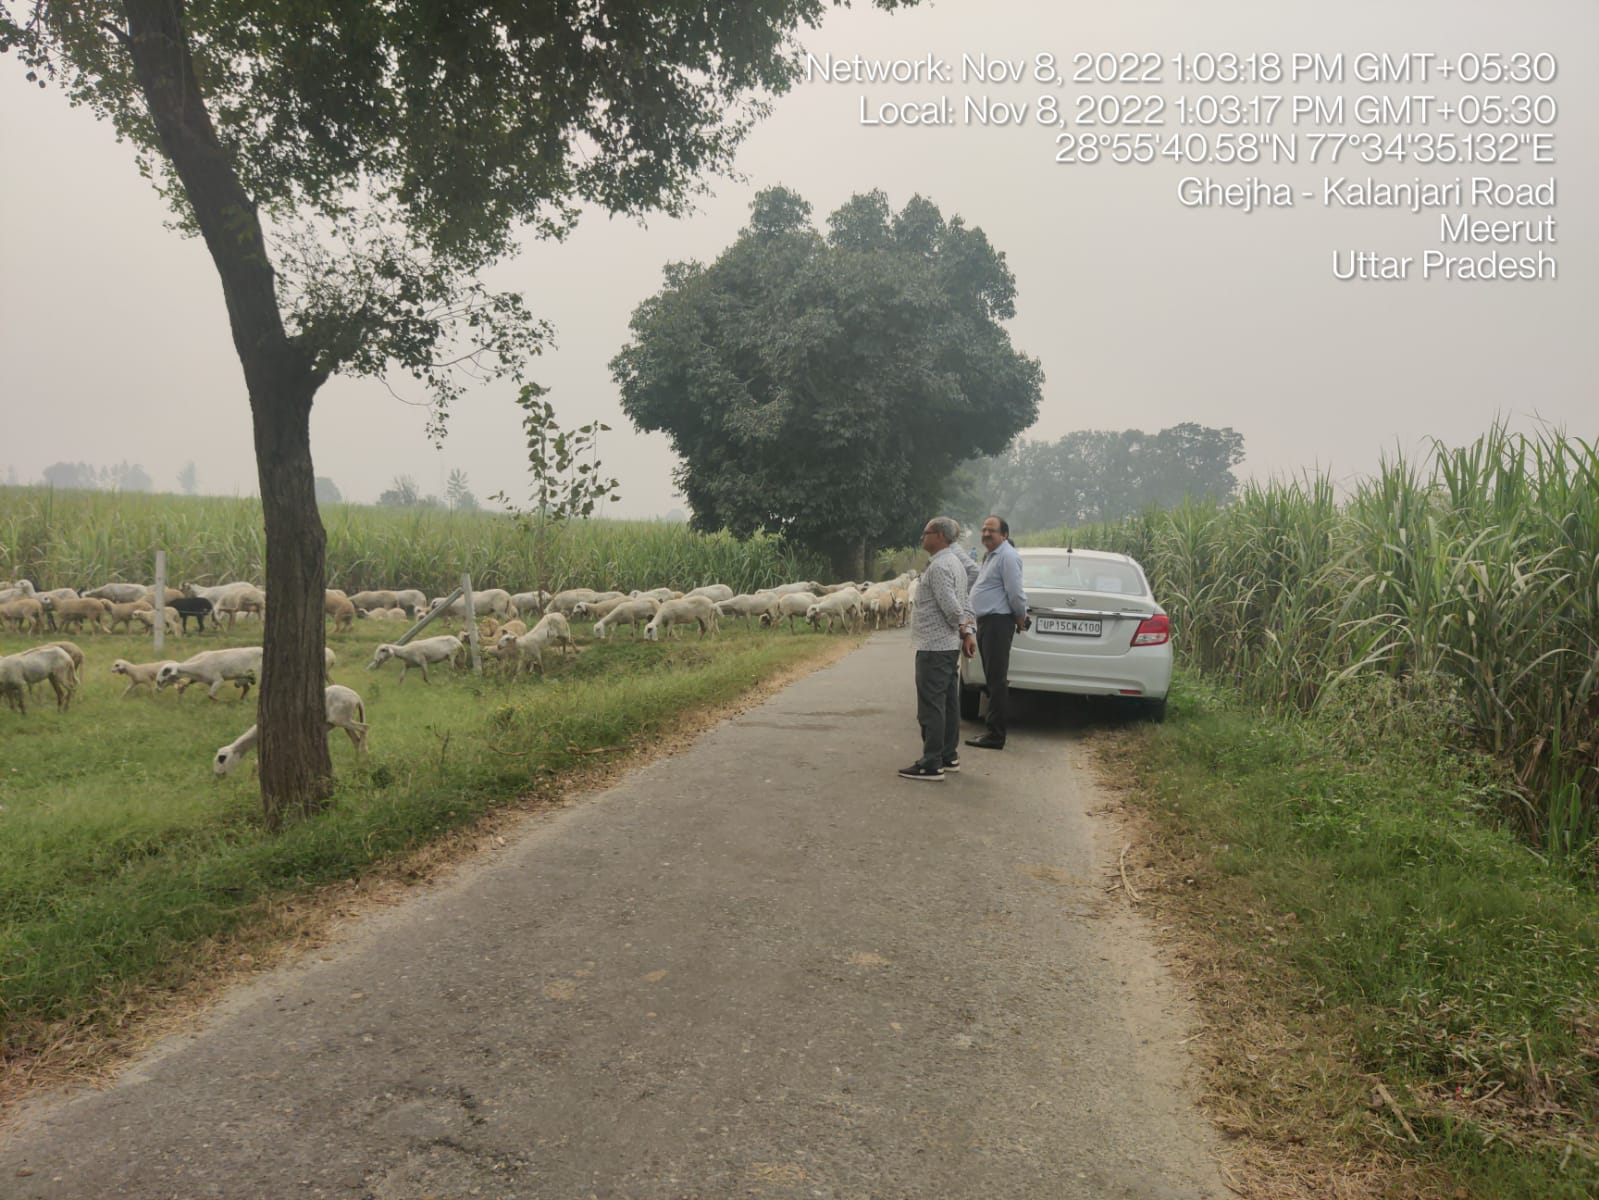 Network: Nov 8, 2022 1:03:18 PM GMT+05:30
Local: Nov 8, 2022 1:03:17 PM GMT+05:30
28°55'40.58"N 77°34'35.132"E
Ghejha - Kalanjari Road
Meerut
Uttar Pradesh
UP15CW4100